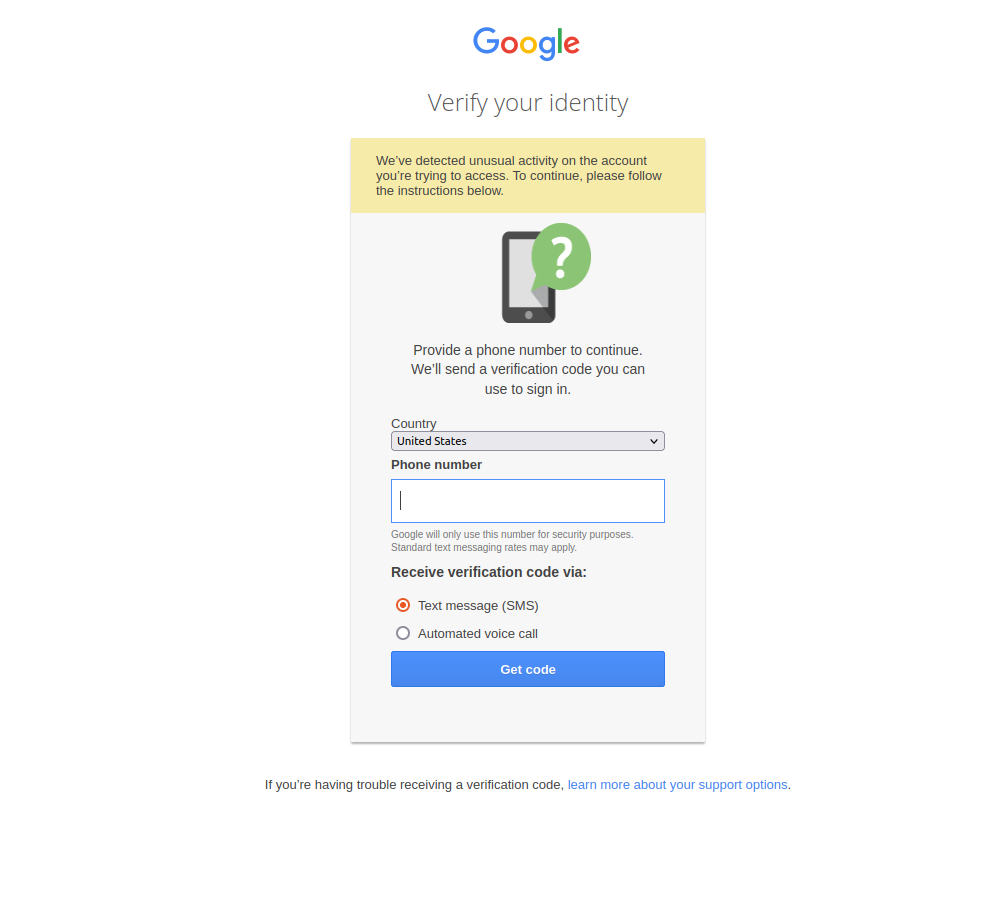 Google
Verify your identity
We’ve detected unusual activity on the account
you’re trying to access. To continue, please follow
the instructions below.
?
Provide a phone number to continue.
We’ll send a verification code you can
use to sign in.
Country
United States
Phone number
Google will only use this number for security purposes.
Standard text messaging rates may apply.
Receive verification code via:
Text message (SMS)
Automated voice call
Get code
If you’re having trouble receiving a verification code, learn more about your support options.